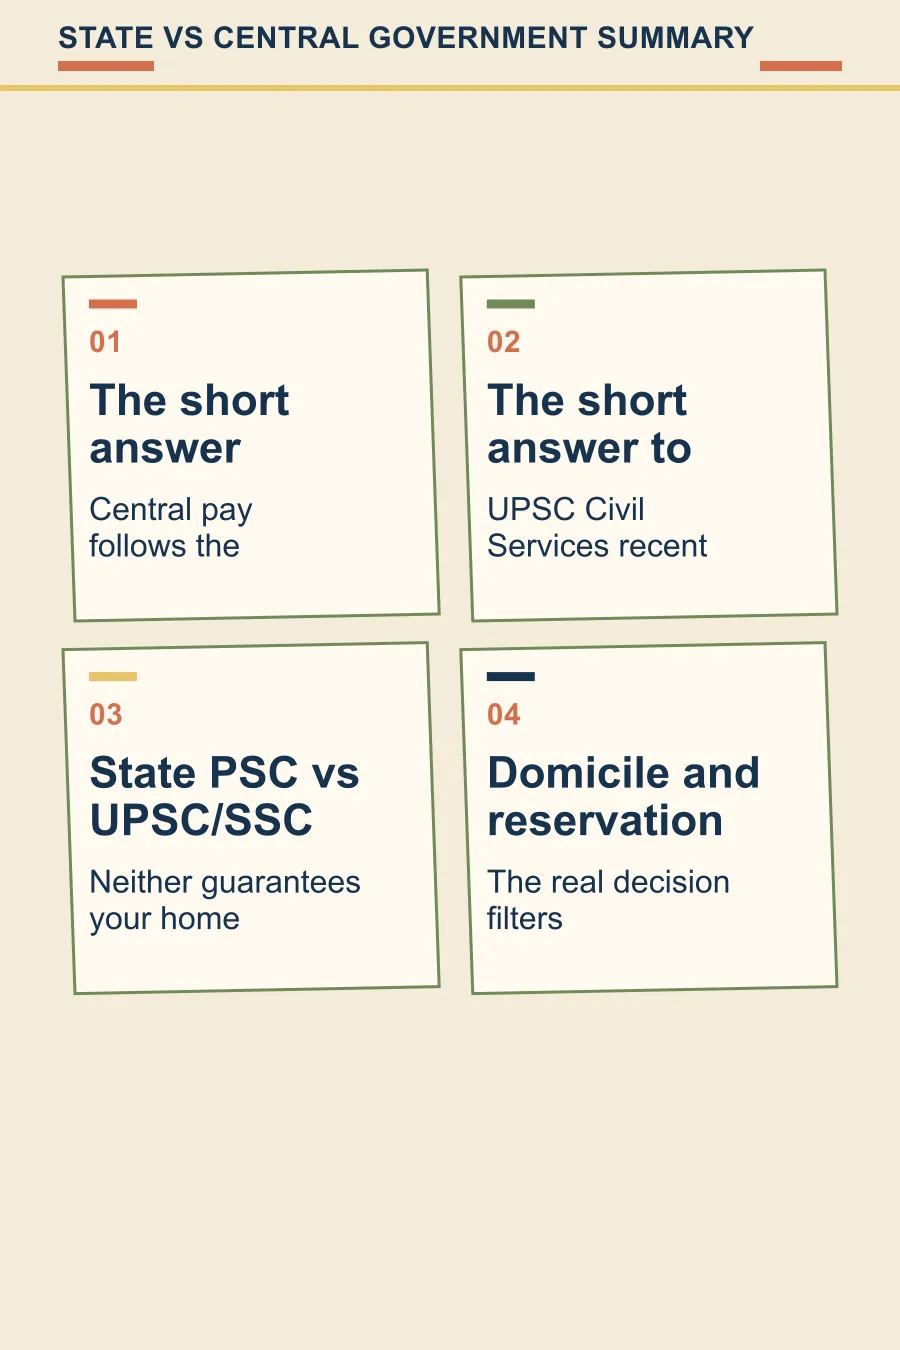 STATE VS CENTRAL GOVERNMENT SUMMARY
01
The short
answer
Central pay
follows the
02
The short
answer to
UPSC Civil
Services recent
03
State PSC vs
UPSC/SSC
Neither guarantees
your home
04
Domicile and
reservation
The real decision
filters